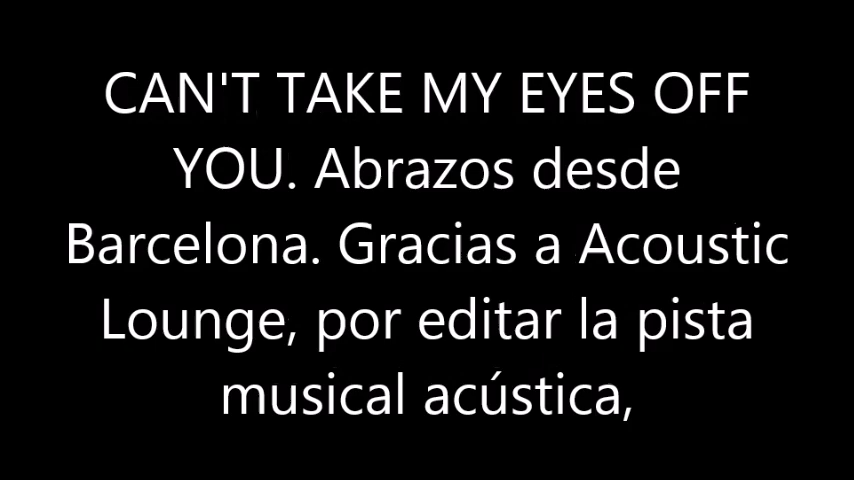 CAN'T TAKE MY EYES OFF
YOU. Abrazos desde
Barcelona. Gracias a Acoustic
Lounge, por editar la pista
musical acústica,